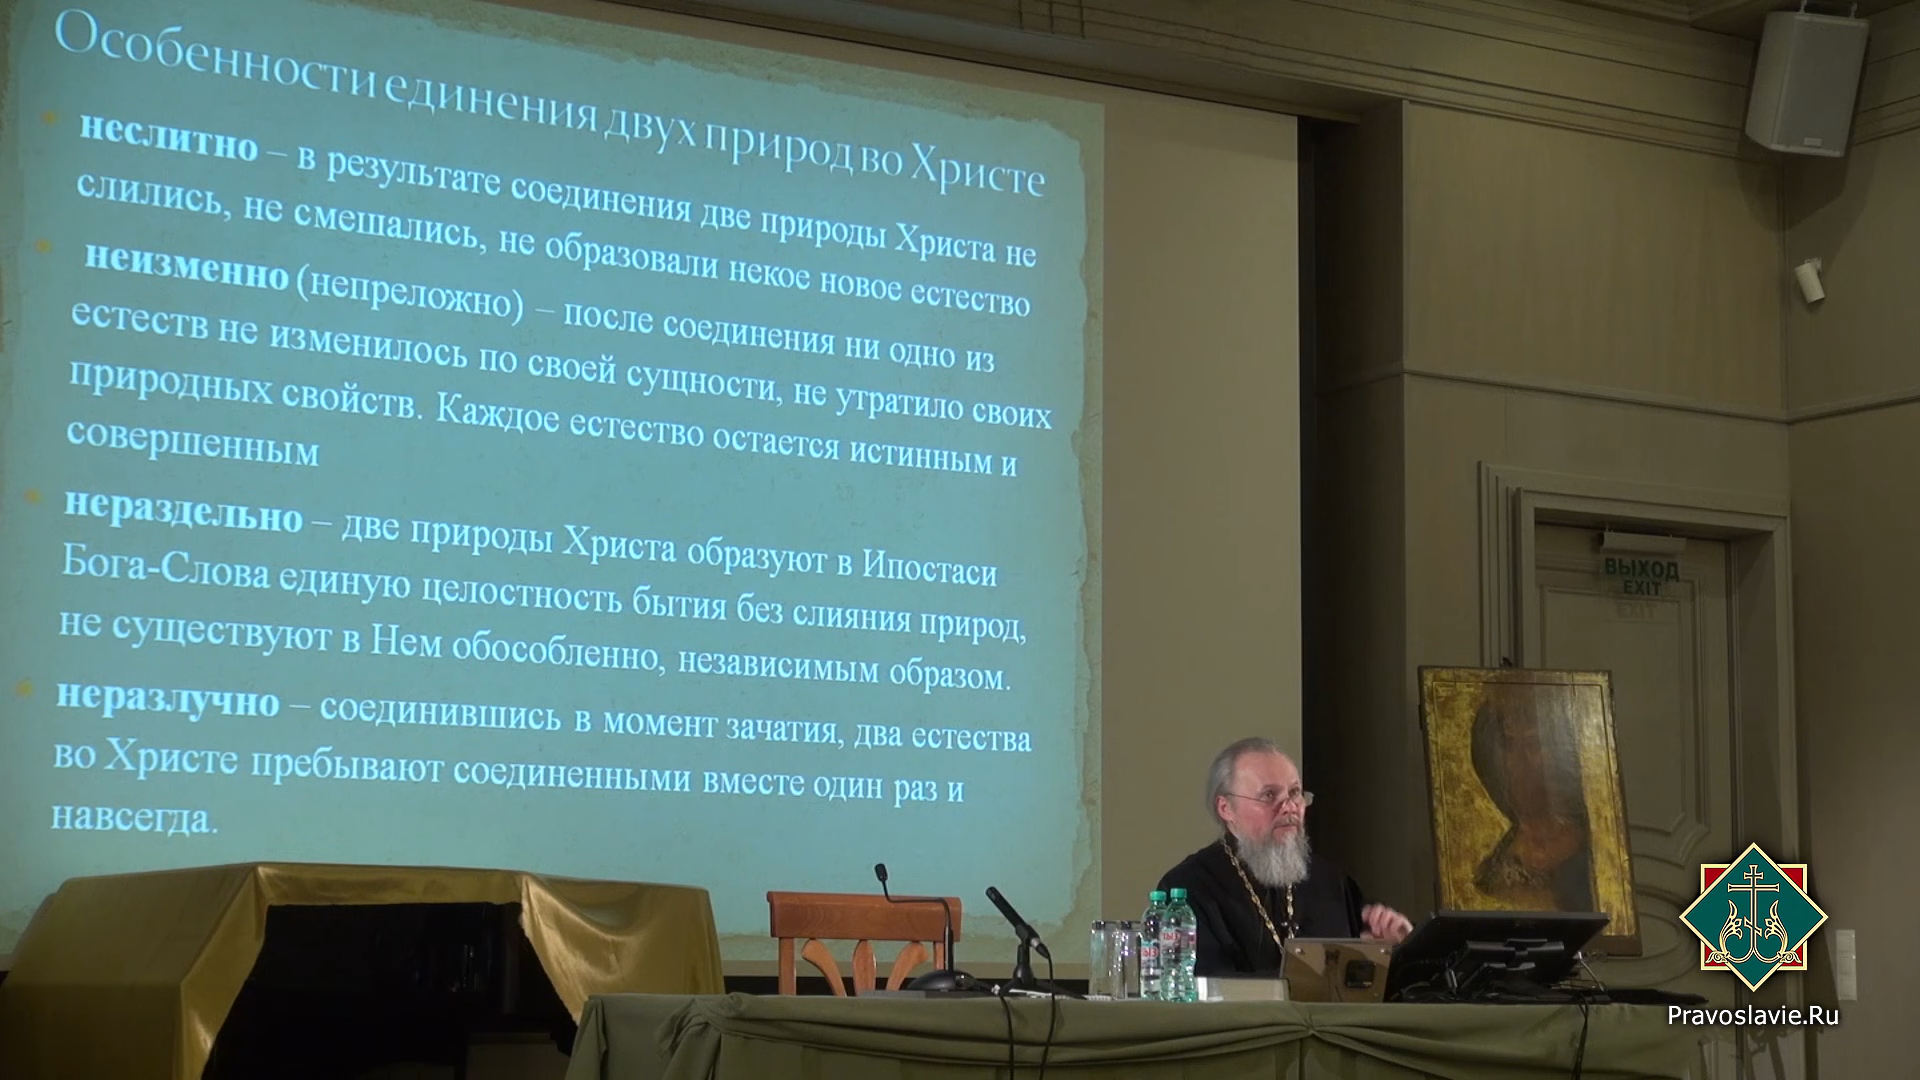 Особенности единения двух природ во Христе
неслитно – в результате соединения две природы Христа не
слились, не смешались, не образовали некое новое естество
неизменно (непреложно) – после соединения ни одно из
естеств не изменилось по своей сущности, не утратило своих
природных свойств. Каждое естество остается истинным и
совершенным
нераздельно – две природы Христа образуют в Ипостаси
Бога-Слова единую целостность бытия без слияния природ,
не существуют в Нем обособленно, независимым образом.
неразлучно – соединившись в момент зачатия, два естества
во Христе пребывают соединенными вместе один раз и
навсегда.
ВЫХОД
EXIT
Pravoslavie.Ru